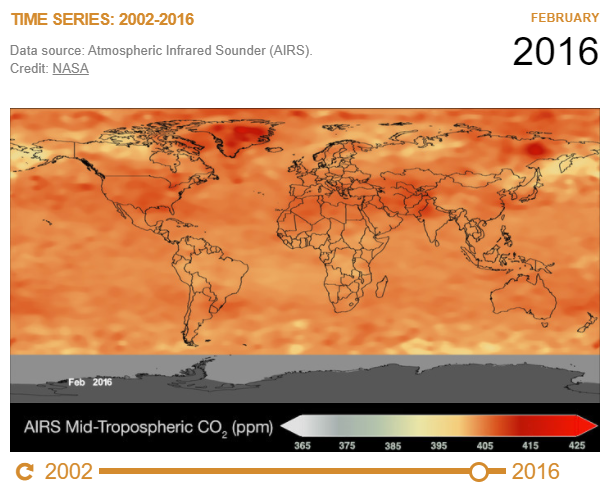 TIME SERIES: 2002-2016
FEBRUARY
2016
Data source: Atmospheric Infrared Sounder (AIRS).
Credit: NASA
Feb 2016
AIRS Mid-Tropospheric CO₂ (ppm)
365 375 385 395 405 415 425
2002 2016